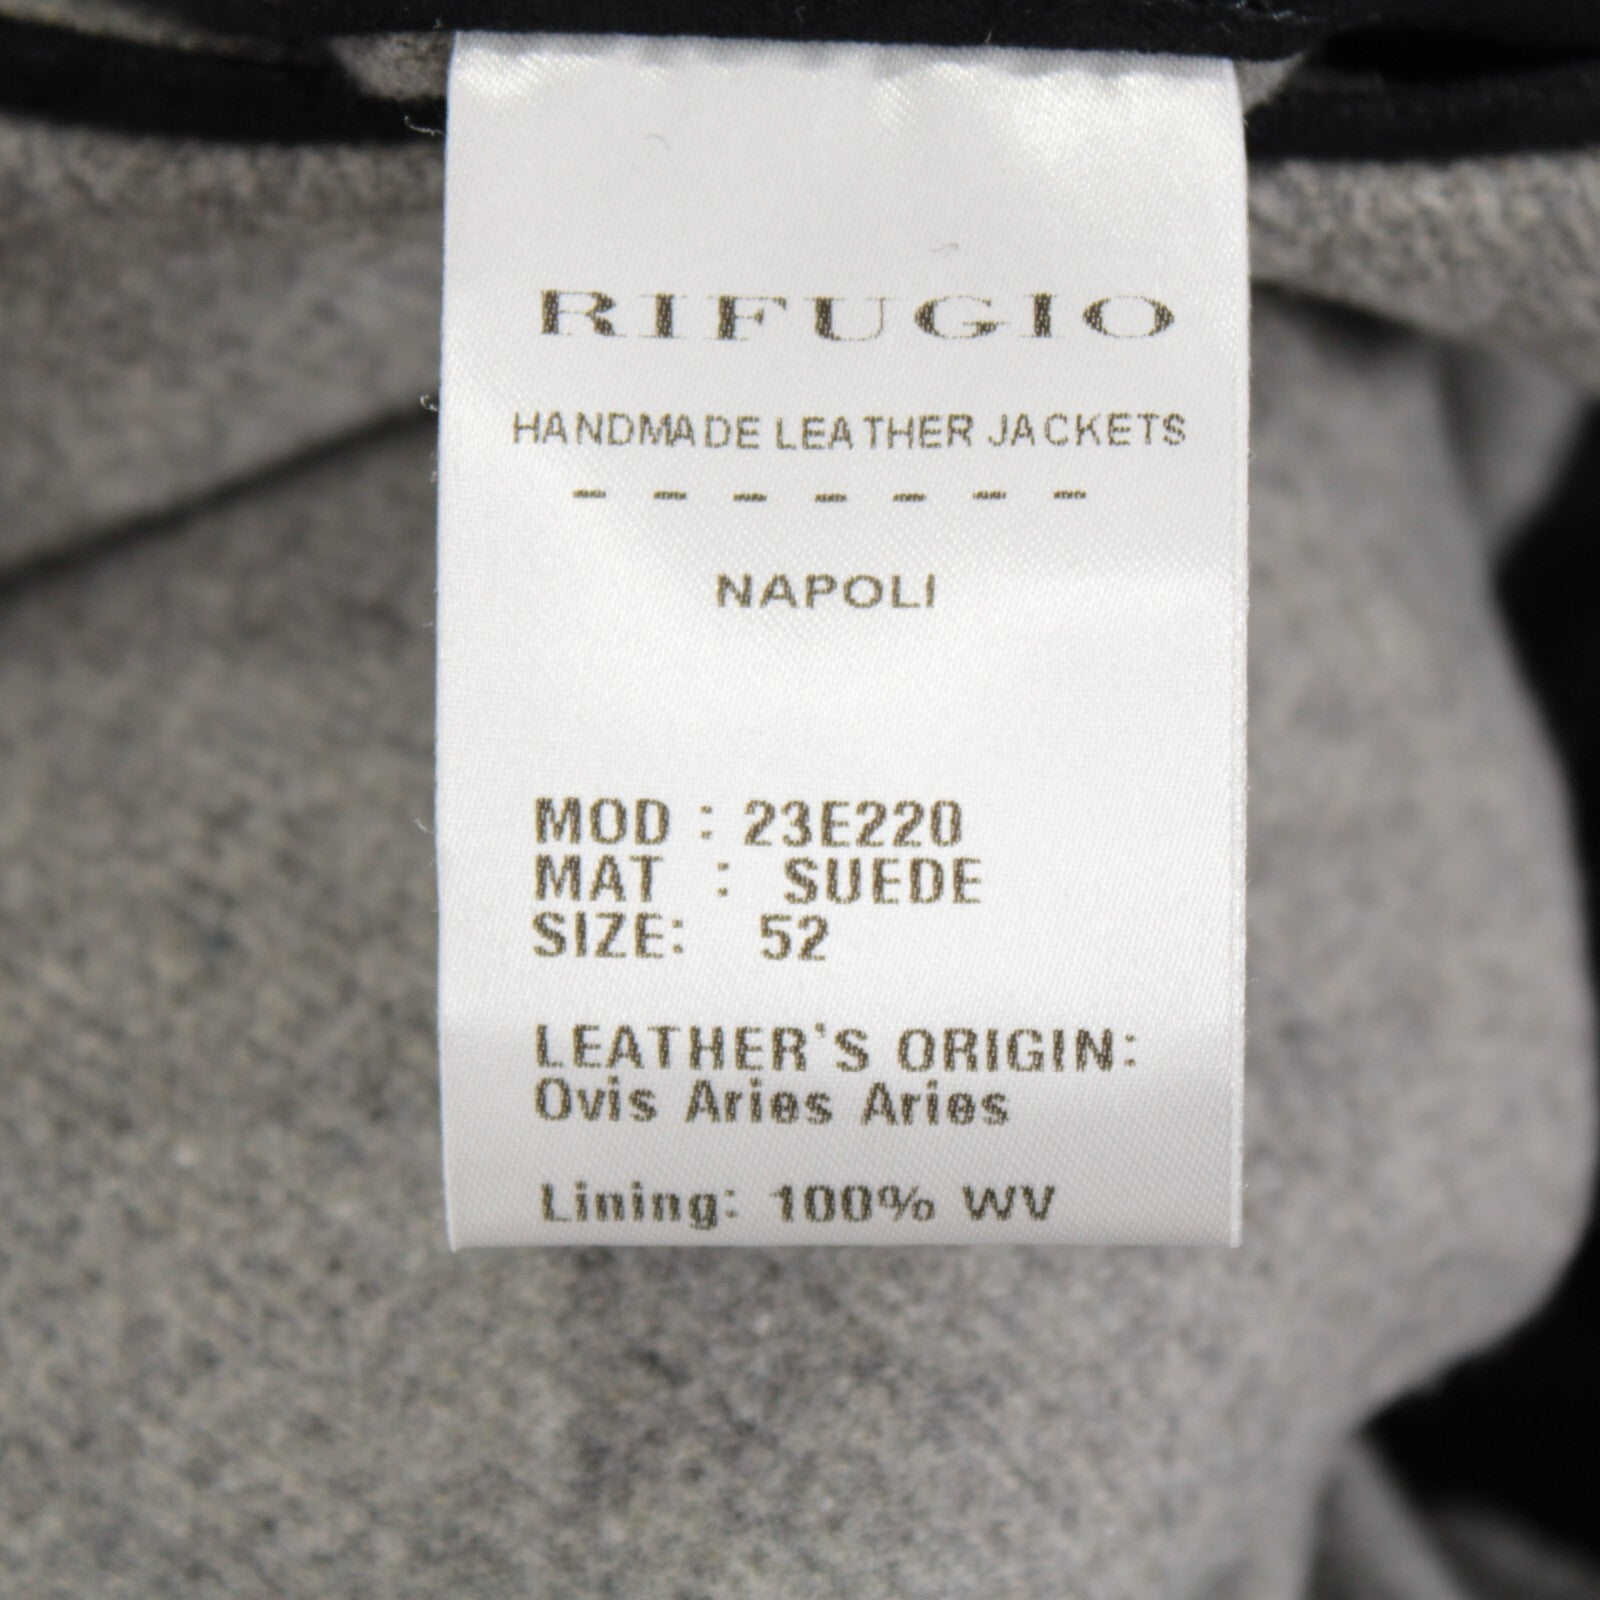 RIFUGIO
HANDMADE LEATHER JACKETS
- - - - - - -
NAPOLI
MOD : 23E220
MAT : SUEDE
SIZE: 52
LEATHER'S ORIGIN:
Ovis Aries Aries
Lining: 100% WV